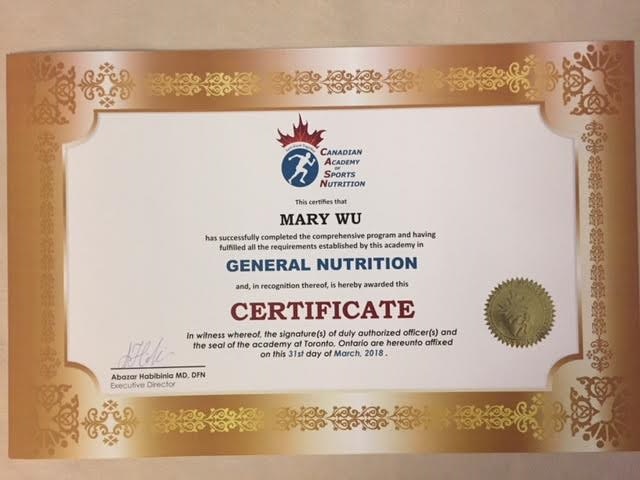 CANADIAN
ACADEMY
OF
SPORTS
NUTRITION
This certifies that
MARY WU
has successfully completed the comprehensive program and having
fulfilled all the requirements established by this academy in
GENERAL NUTRITION
and, in recognition thereof, is hereby awarded this
CERTIFICATE
In witness whereof, the signature(s) of duly authorized officer(s) and
the seal of the academy at Toronto, Ontario are hereunto affixed
on this 31st day of March, 2018 .
Abazar Habibinia MD, DFN
Executive Director